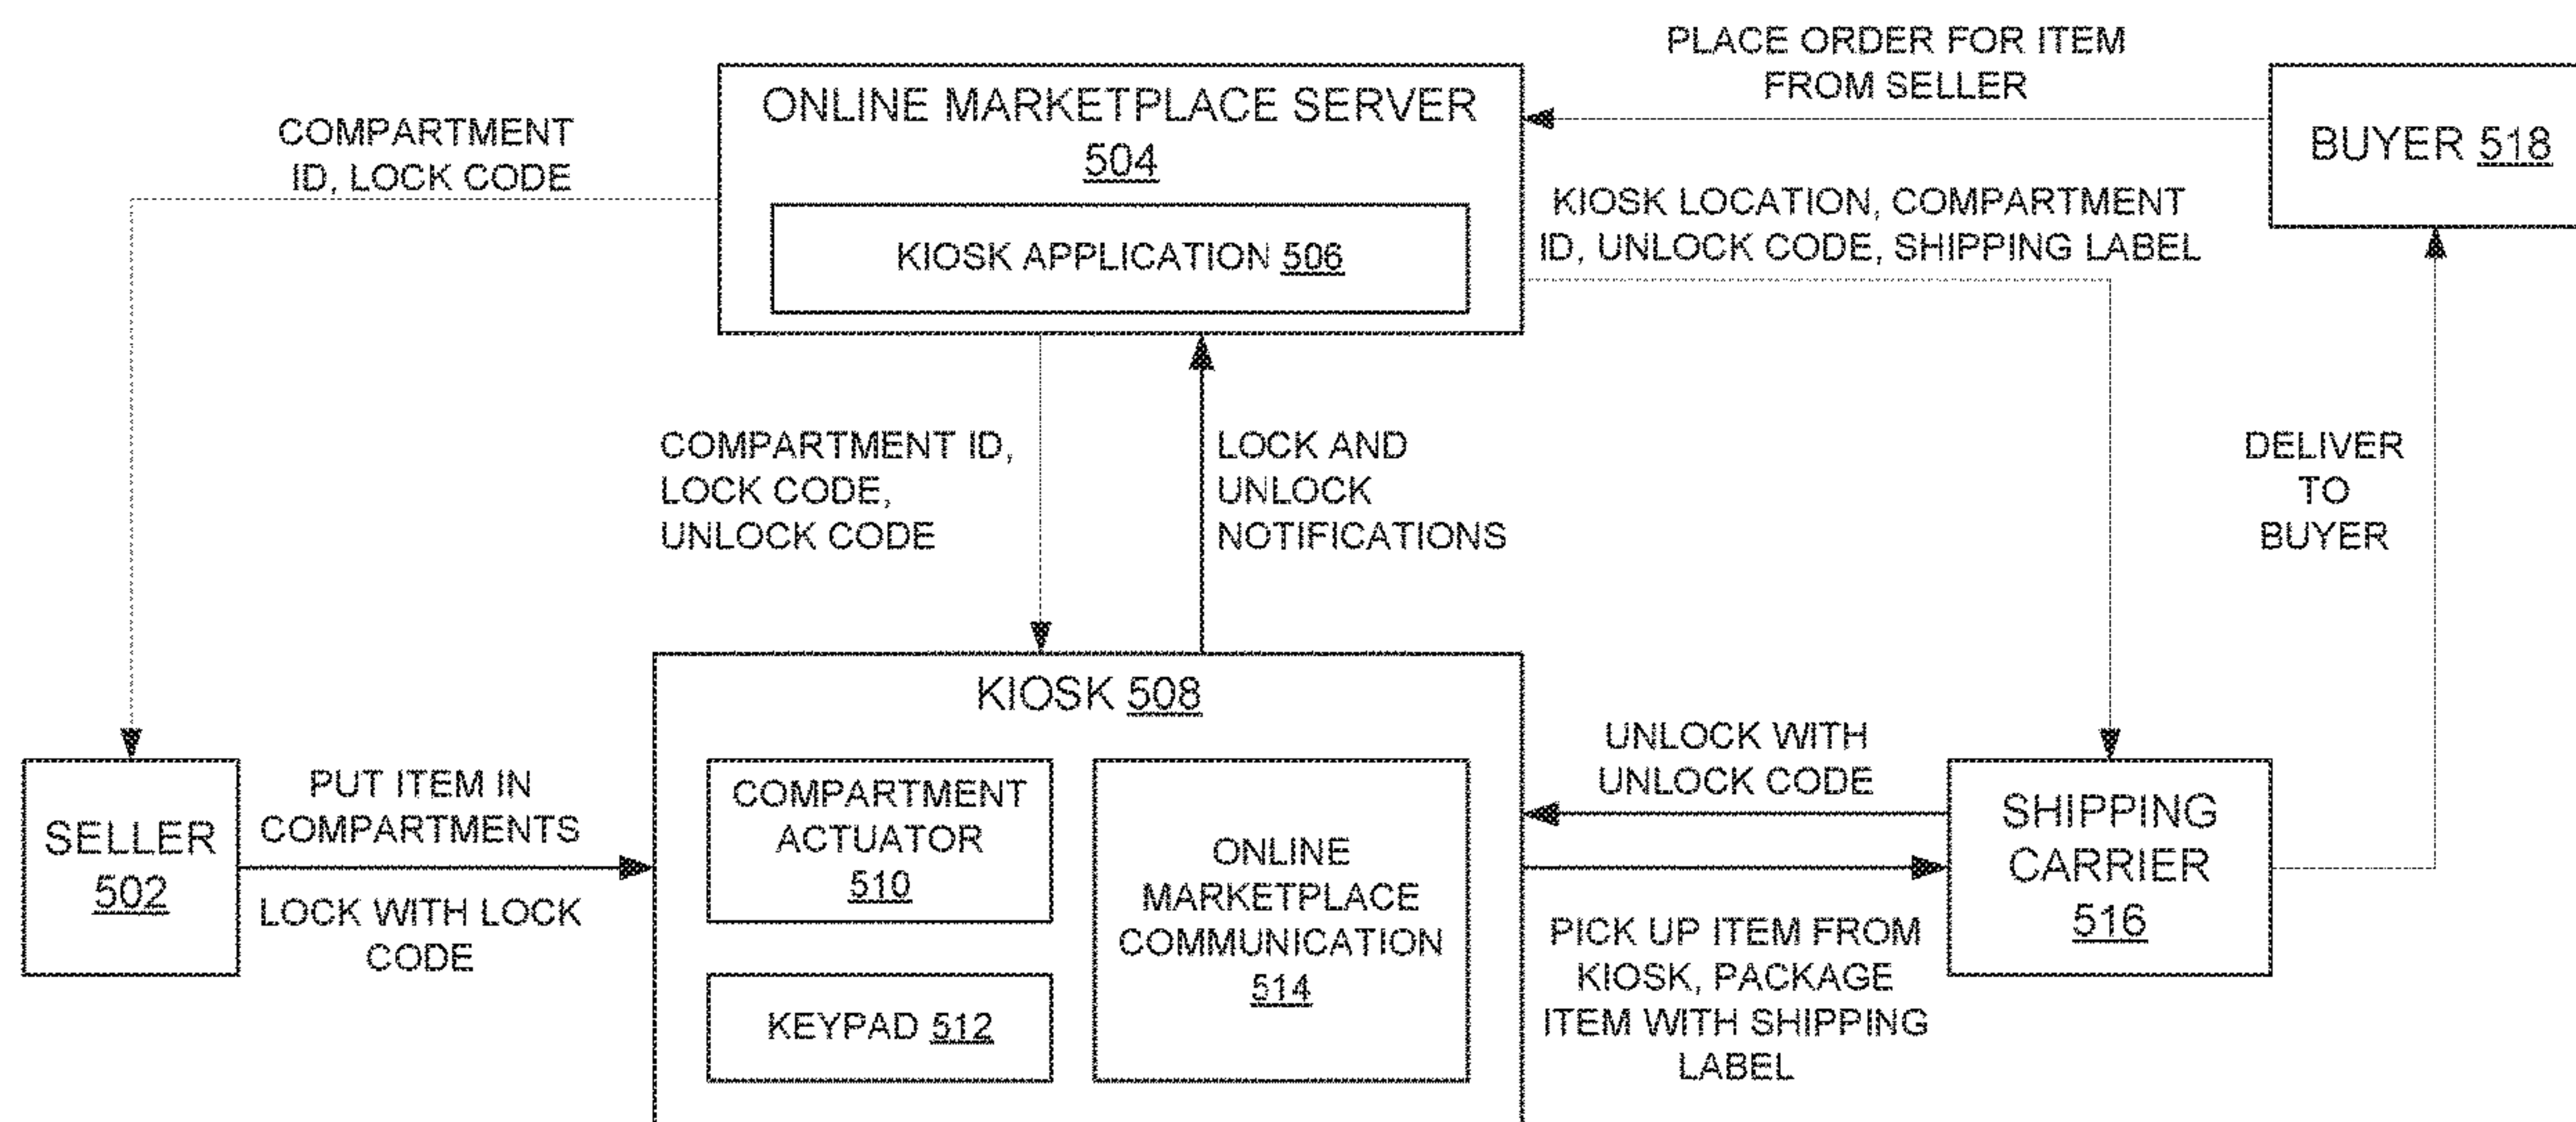 PLACE ORDER FOR ITEM
FROM SELLER
ONLINE MARKETPLACE SERVER
504
KIOSK APPLICATION 506
BUYER 518
COMPARTMENT
ID, LOCK CODE
KIOSK LOCATION, COMPARTMENT
ID, UNLOCK CODE, SHIPPING LABEL
COMPARTMENT ID,
LOCK CODE,
UNLOCK CODE
LOCK AND
UNLOCK
NOTIFICATIONS
DELIVER
TO
BUYER
KIOSK 508
SELLER
502
PUT ITEM IN
COMPARTMENTS
LOCK WITH LOCK
CODE
COMPARTMENT
ACTUATOR
510
KEYPAD 512
ONLINE
MARKETPLACE
COMMUNICATION
514
UNLOCK WITH
UNLOCK CODE
PICK UP ITEM FROM
KIOSK, PACKAGE
ITEM WITH SHIPPING
LABEL
SHIPPING
CARRIER
516